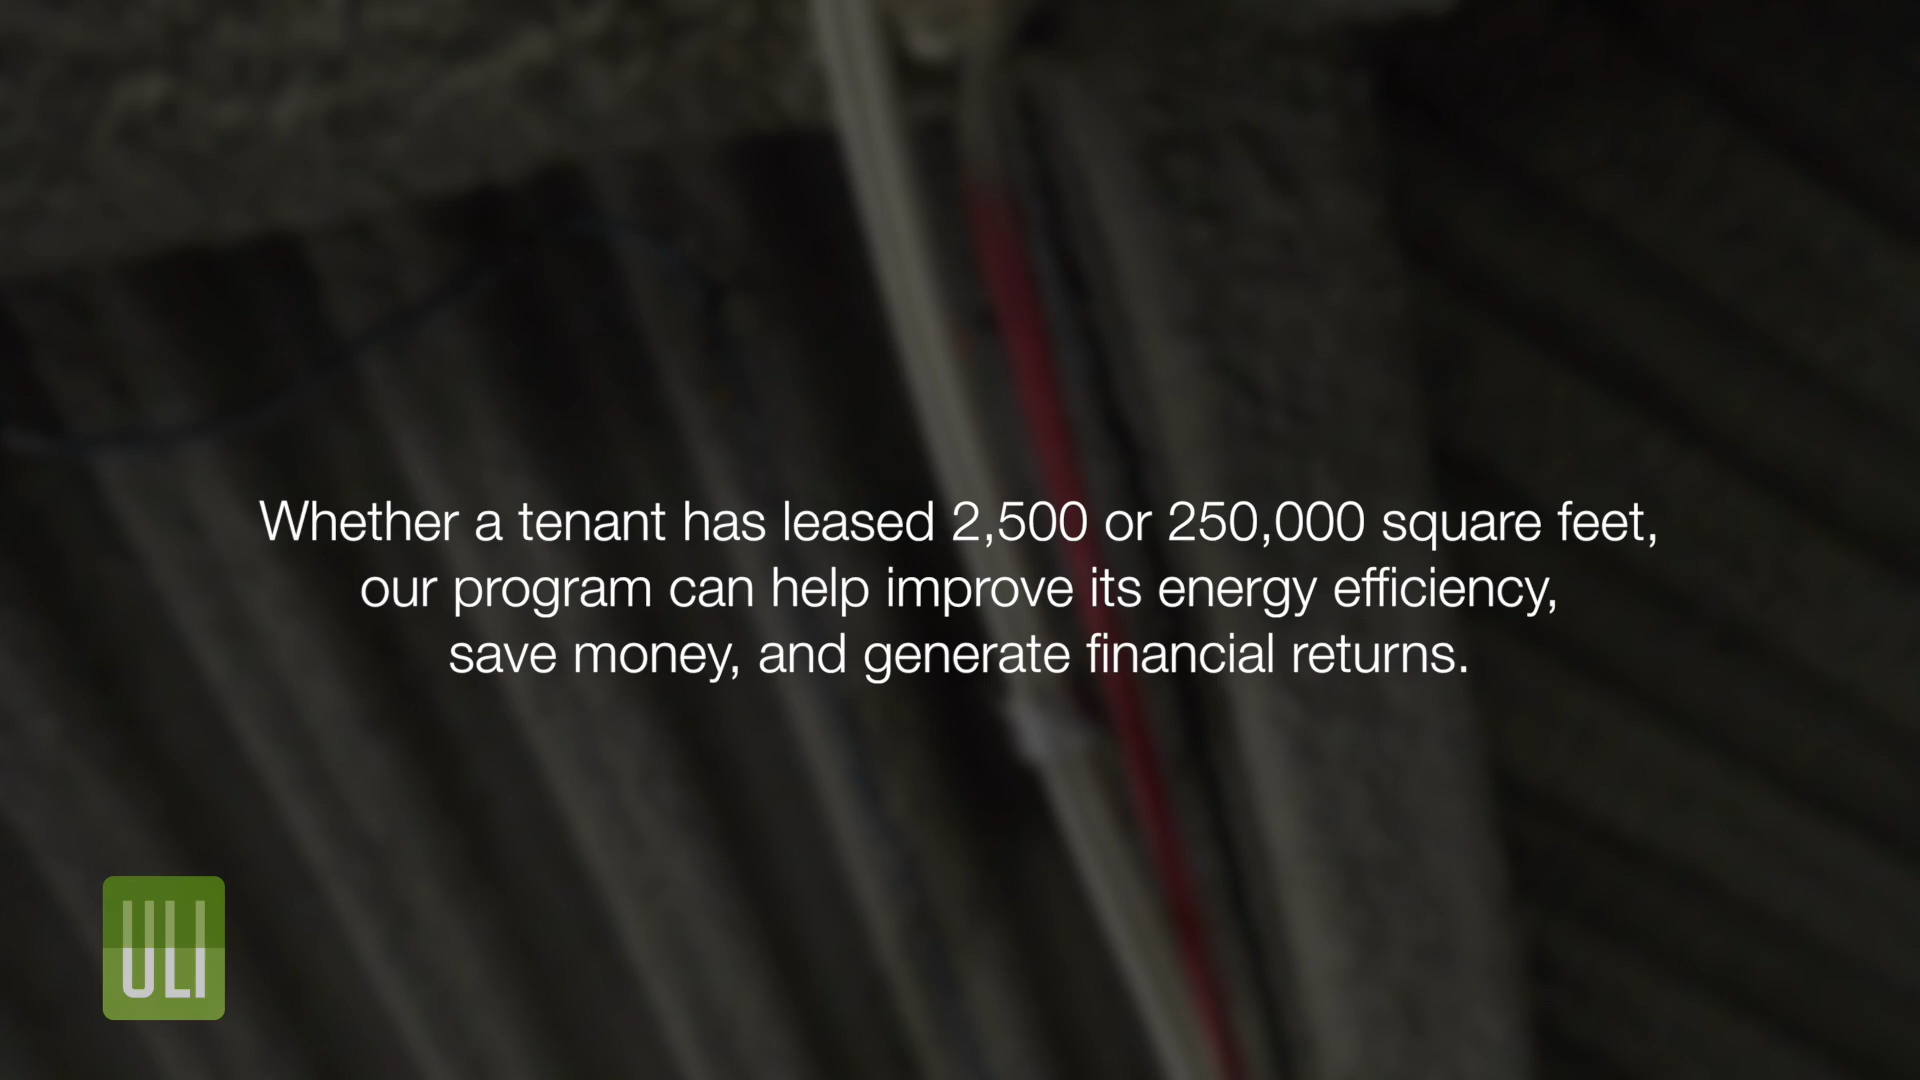 Whether a tenant has leased 2,500 or 250,000 square feet,
our program can help improve its energy efficiency,
save money, and generate financial returns.
ULI